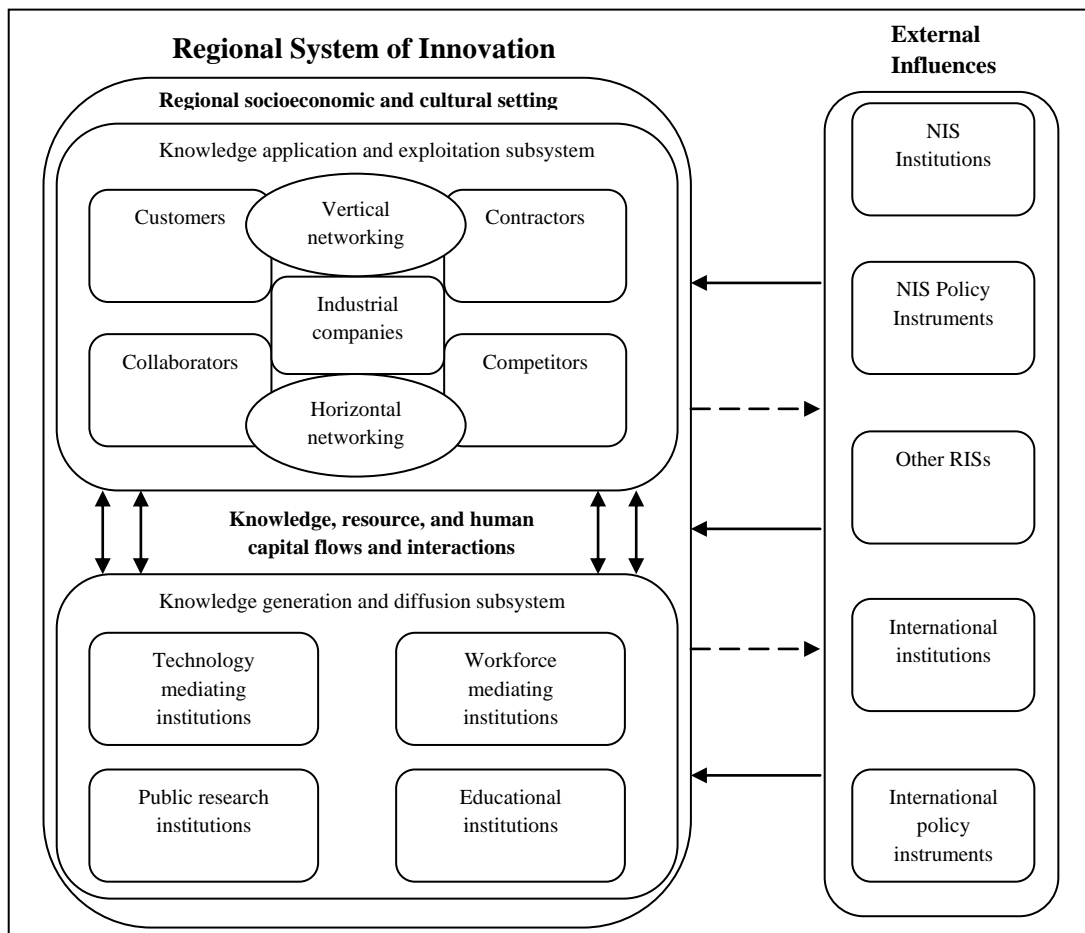 Regional System of Innovation
Regional socioeconomic and cultural setting
Knowledge application and exploitation subsystem
Customers
Vertical
networking
Contractors
Industrial
companies
Collaborators
Competitors
Horizontal
networking
Knowledge, resource, and human
capital flows and interactions
Knowledge generation and diffusion subsystem
Technology
mediating
institutions
Workforce
mediating
institutions
Public research
institutions
Educational
institutions
External
Influences
NIS
Institutions
NIS Policy
Instruments
Other RISs
International
institutions
International
policy
instruments